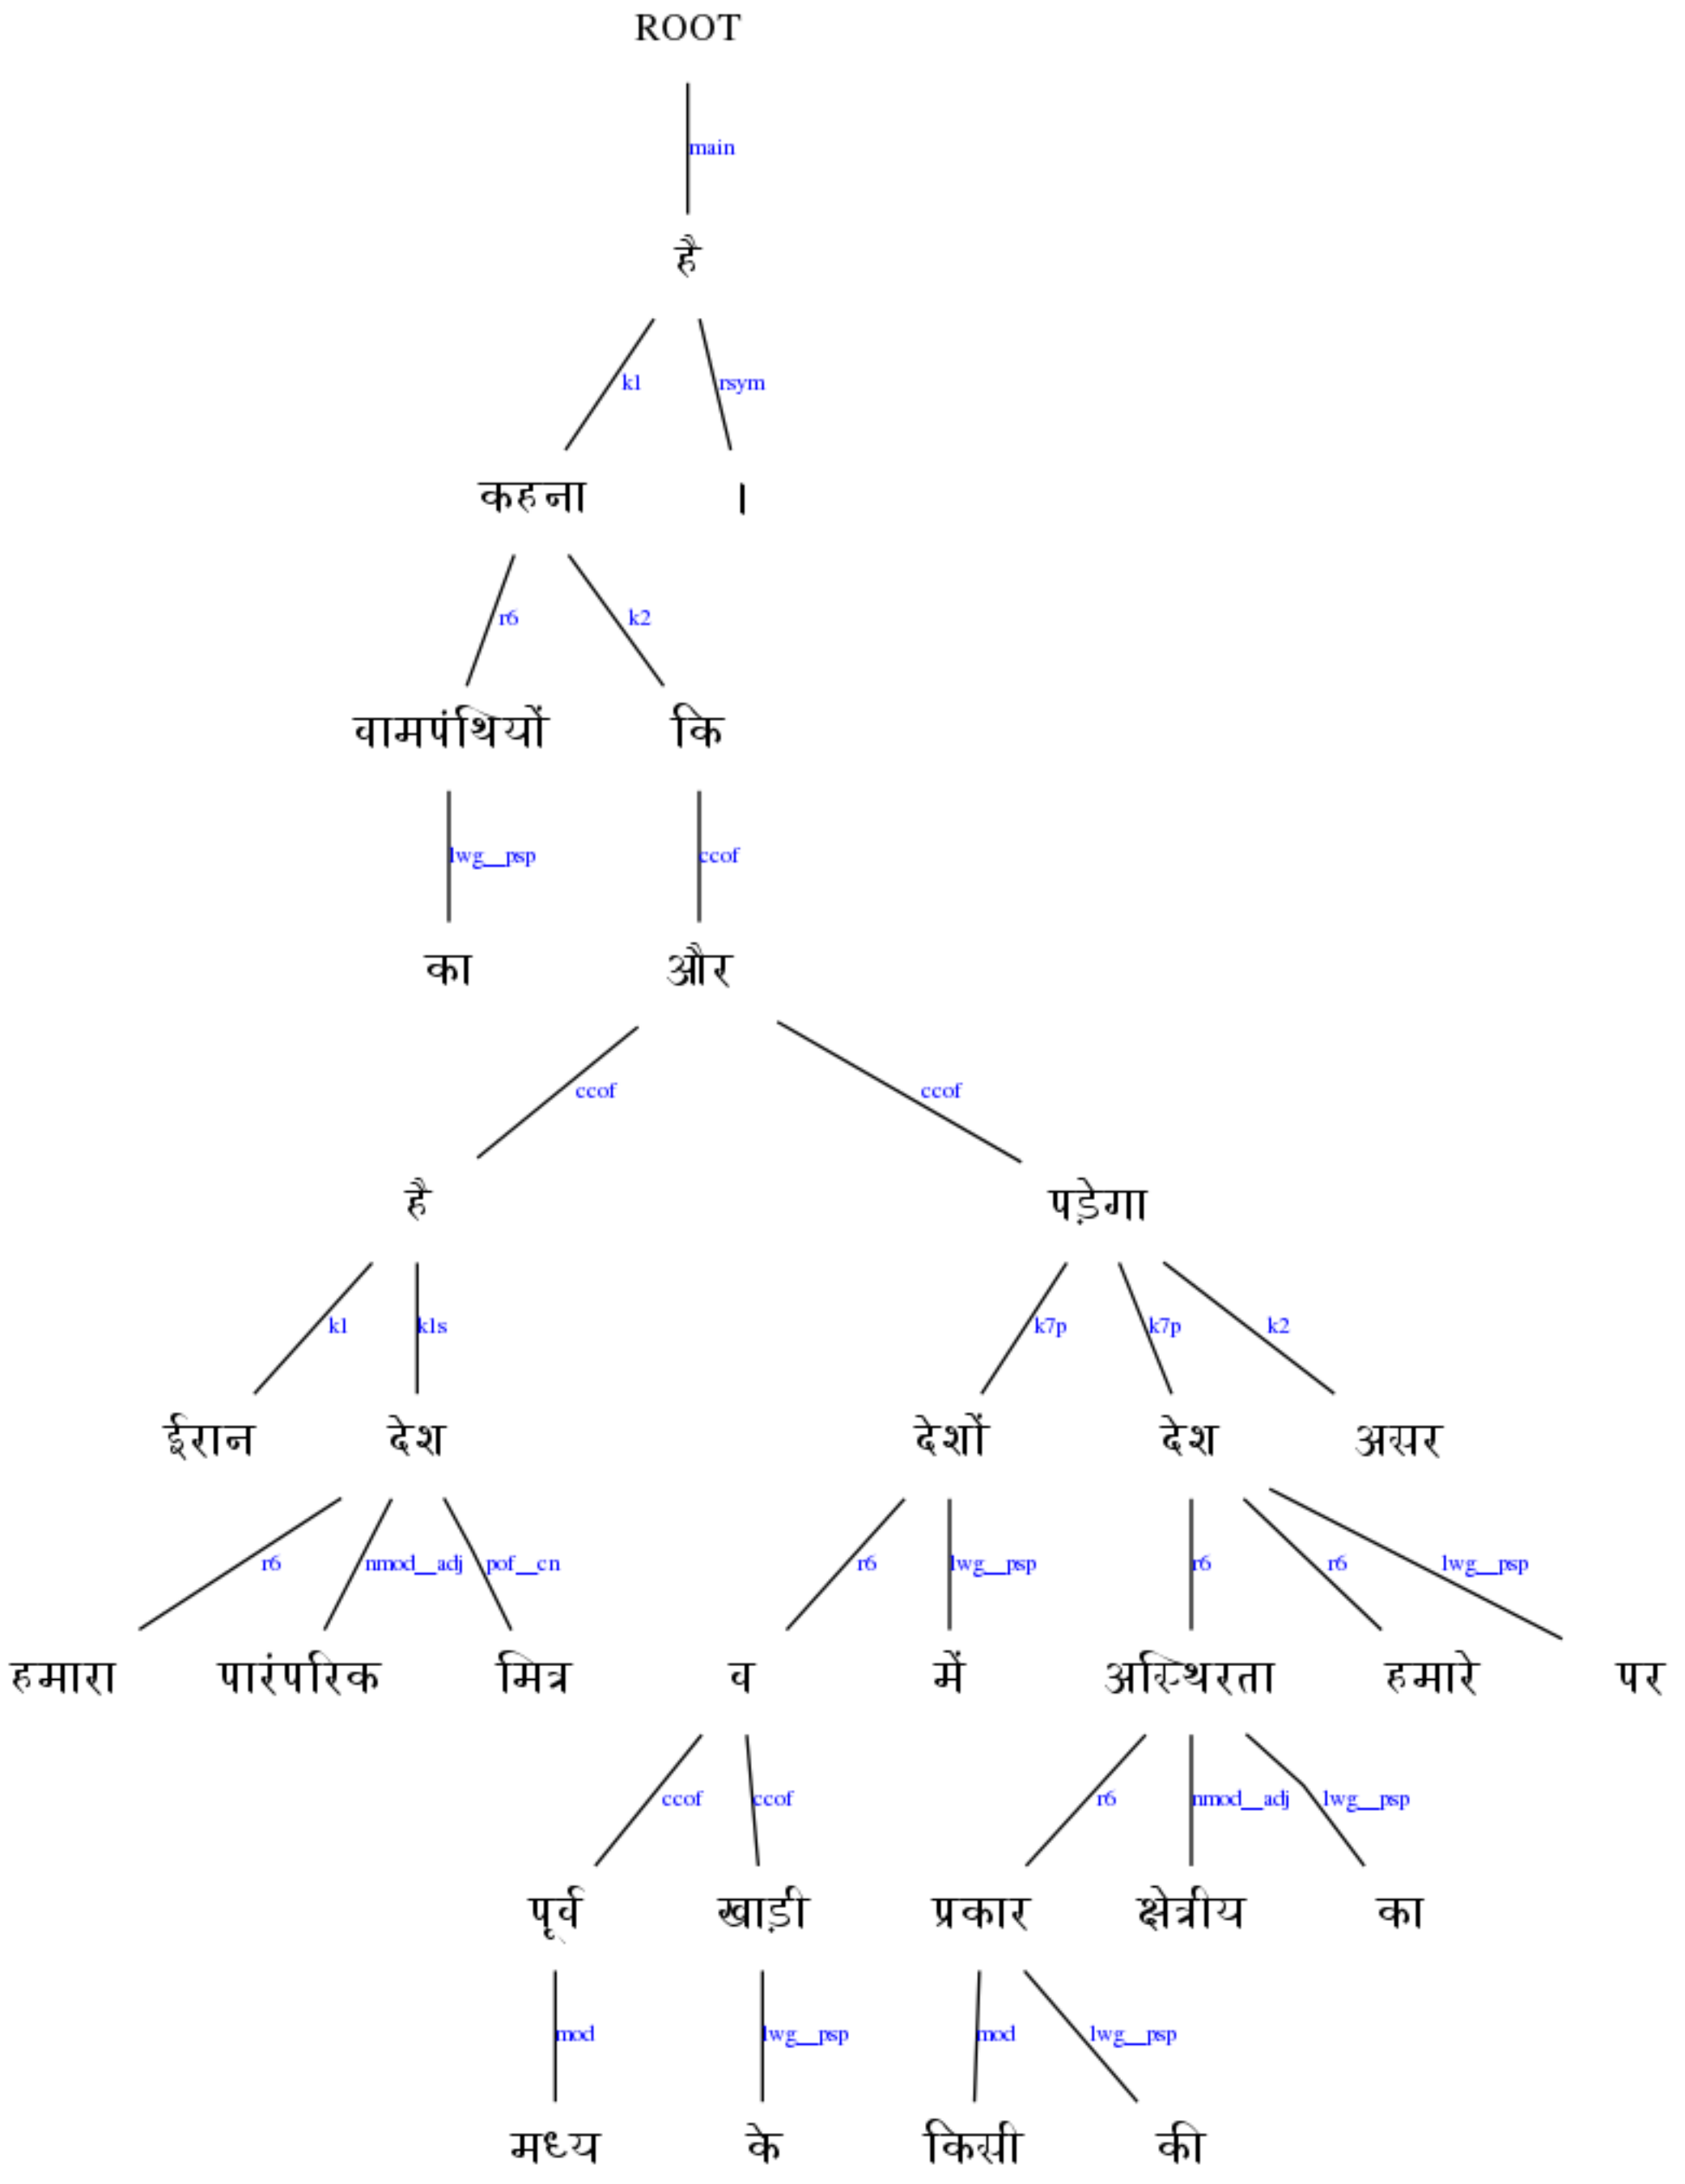 ROOT
main
है
k1 rsym
कहना ।
r6 k2
वामपंथियों कि
lwg__psp ccof
का और
ccof ccof
है पड़ेगा
k1 k1s k7p k7p k2
ईरान देश देशों देश असर
r6 nmod__adj pof__cn r6 lwg__psp r6 r6 lwg__psp
हमारा पारंपरिक मित्र व में अस्थिरता हमारे पर
ccof ccof r6 nmod__adj lwg__psp
पूर्व खाड़ी प्रकार क्षेत्रीय का
mod lwg__psp mod lwg__psp
मध्य के किसी की